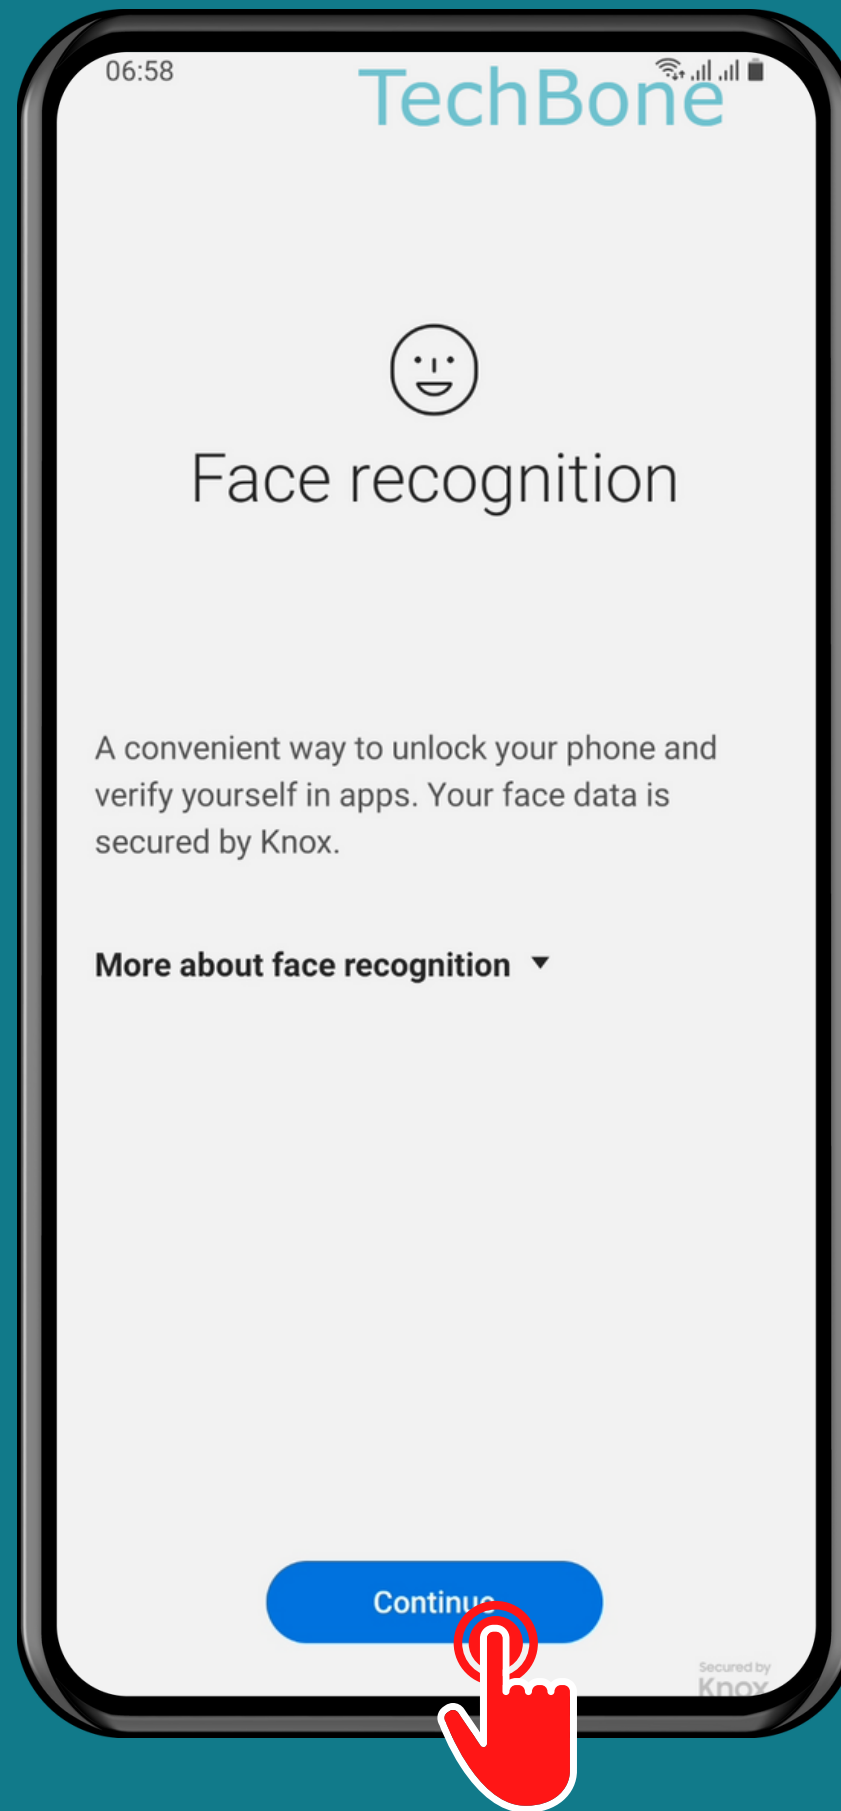 06:58
TechBone
Face recognition
A convenient way to unlock your phone and
verify yourself in apps. Your face data is
secured by Knox.
More about face recognition
Continue
Secured by
Knox